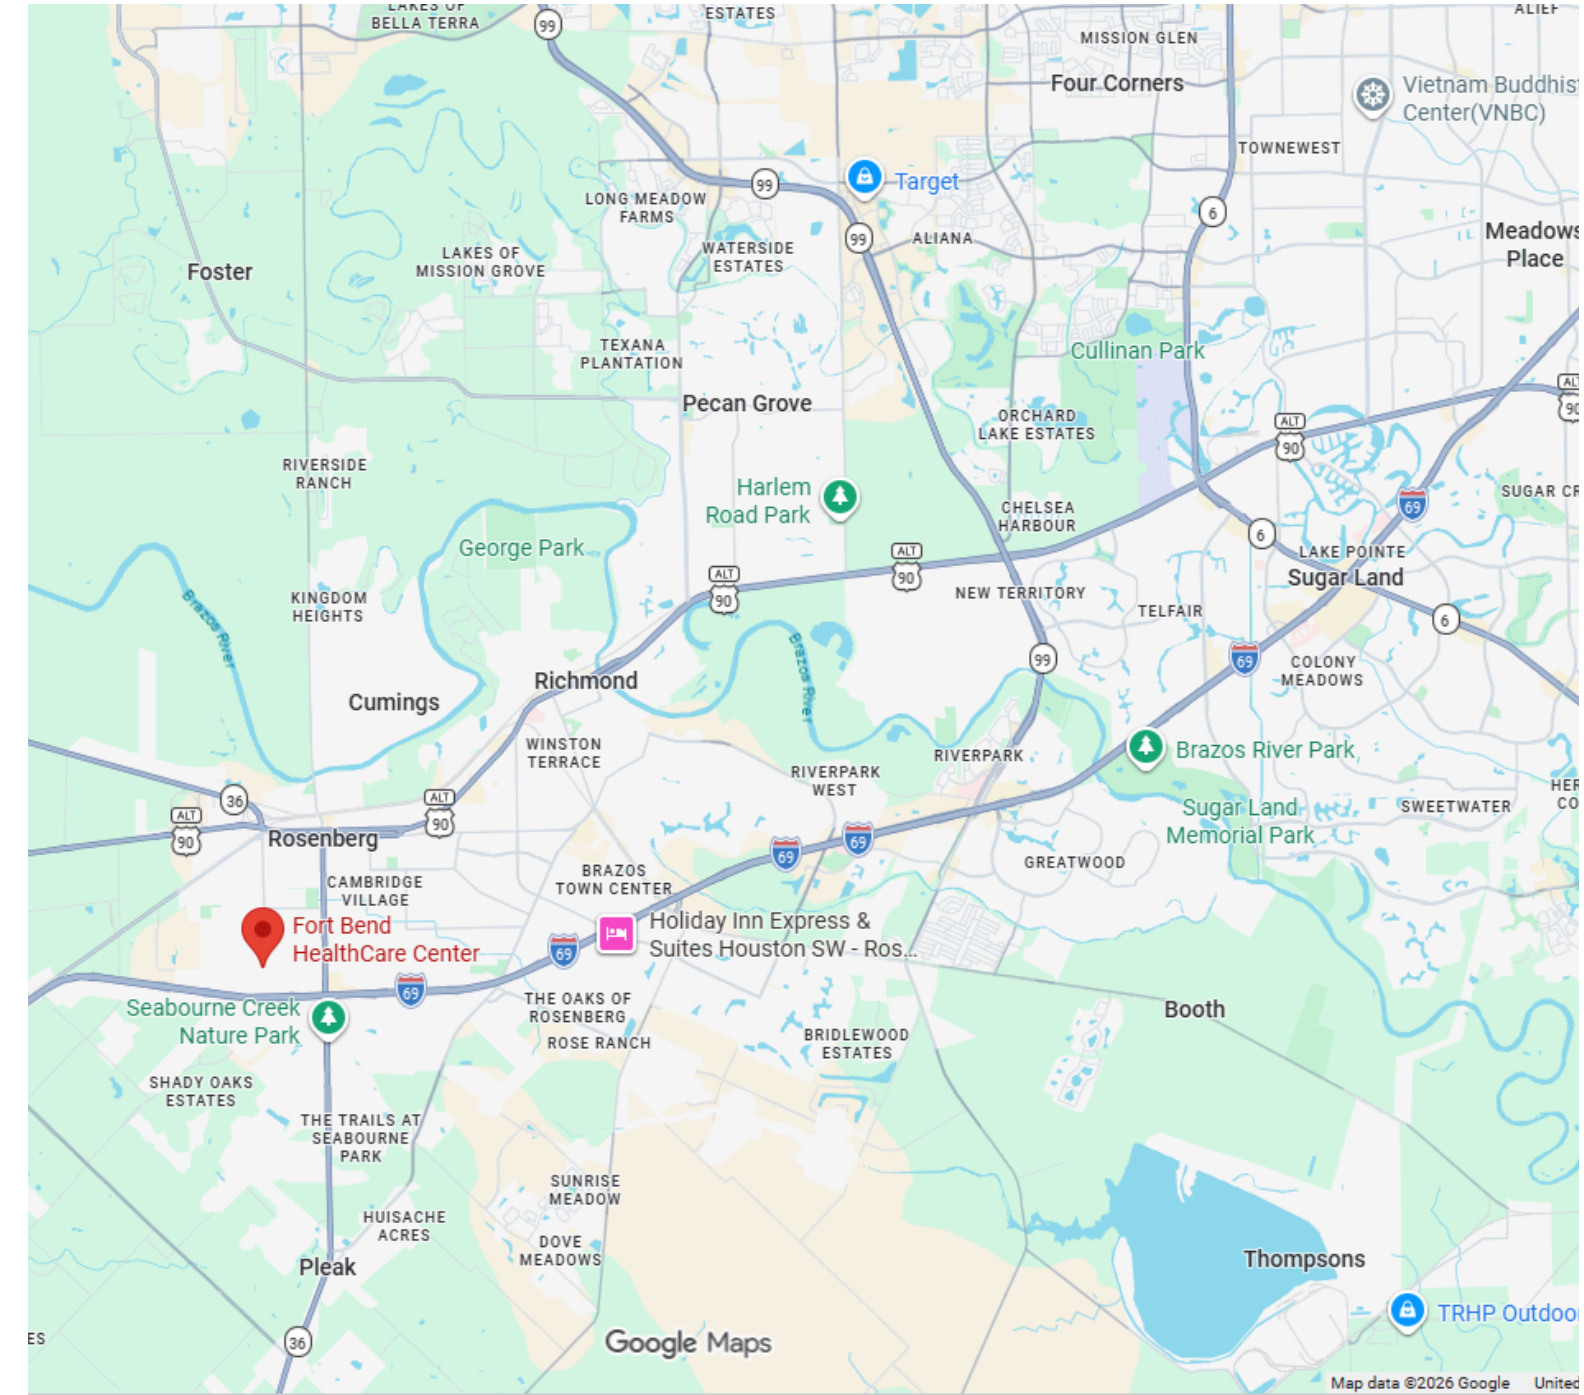 LAKES OF
BELLA TERRA
99
ESTATES
ALIEF
MISSION GLEN
Four Corners
Vietnam Buddhist
Center(VNBC)
TOWNEWEST
99
Target
LONG MEADOW
FARMS
6
99
ALIANA
Meadows
Place
WATERSIDE
ESTATES
LAKES OF
MISSION GROVE
Foster
TEXANA
PLANTATION
Cullinan Park
Pecan Grove
ORCHARD
LAKE ESTATES
ALT
90
ALT
90
RIVERSIDE
RANCH
Harlem
Road Park
69
SUGAR CR
CHELSEA
HARBOUR
6
George Park
LAKE POINTE
Sugar Land
ALT
90
ALT
90
KINGDOM
HEIGHTS
NEW TERRITORY
TELFAIR
6
Brazos River
Brazos River
99
69
COLONY
MEADOWS
Richmond
Cumings
WINSTON
TERRACE
RIVERPARK
Brazos River Park
RIVERPARK
WEST
36
ALT
90
ALT
90
Sugar Land
Memorial Park
SWEETWATER
HER
CO
Rosenberg
69
69
GREATWOOD
BRAZOS
TOWN CENTER
CAMBRIDGE
VILLAGE
Fort Bend
HealthCare Center
Holiday Inn Express &
Suites Houston SW - Ros...
69
69
Seabourne Creek
Nature Park
THE OAKS OF
ROSENBERG
ROSE RANCH
Booth
BRIDLEWOOD
ESTATES
SHADY OAKS
ESTATES
THE TRAILS AT
SEABOURNE
PARK
SUNRISE
MEADOW
HUISACHE
ACRES
DOVE
MEADOWS
Pleak
Thompsons
TRHP Outdoor
ES
36
Google Maps
Map data ©2026 Google
United